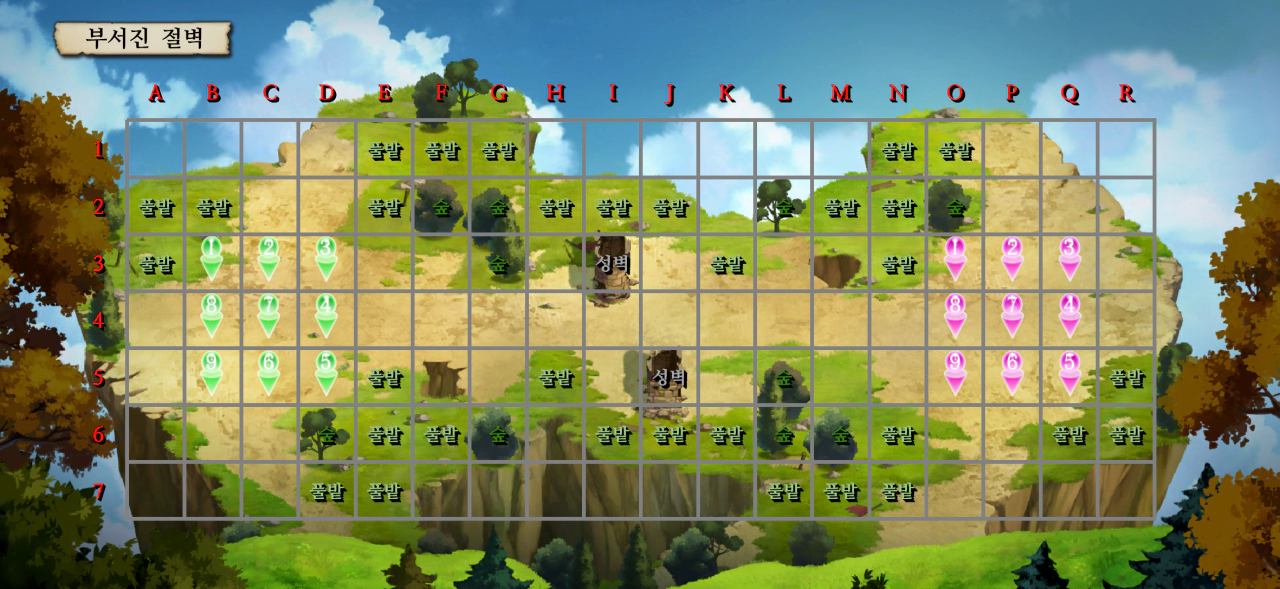 부서진 절벽
A B C D E F G H I J K L M N O P Q R
1 풀밭 풀밭 풀밭 풀밭 풀밭
2 풀밭 풀밭 풀밭 숲 숲 풀밭 풀밭 풀밭 숲 풀밭 풀밭 숲
3 풀밭 1 2 3 숲 성벽 풀밭 풀밭 1 2 3
4 8 7 4 8 7 4
5 9 6 5 풀밭 풀밭 성벽 숲 9 6 5 풀밭
6 숲 풀밭 풀밭 숲 풀밭 풀밭 풀밭 숲 숲 풀밭 풀밭 풀밭
7 풀밭 풀밭 풀밭 풀밭 풀밭